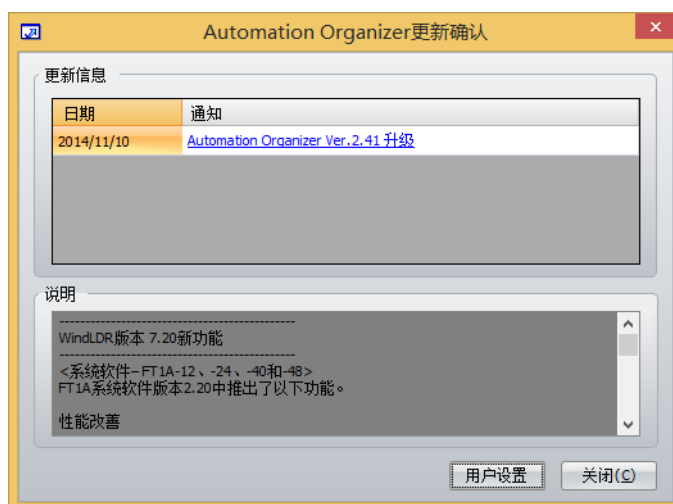 Automation Organizer更新确认
更新信息
日期 通知
2014/11/10 Automation Organizer Ver.2.41 升级
说明
----------------------------------------------
WindLDR版本 7.20新功能
----------------------------------------------
<系统软件–FT1A-12、-24、-40和-48>
FT1A系统软件版本2.20中推出了以下功能。
性能改善
用户设置 关闭(C)